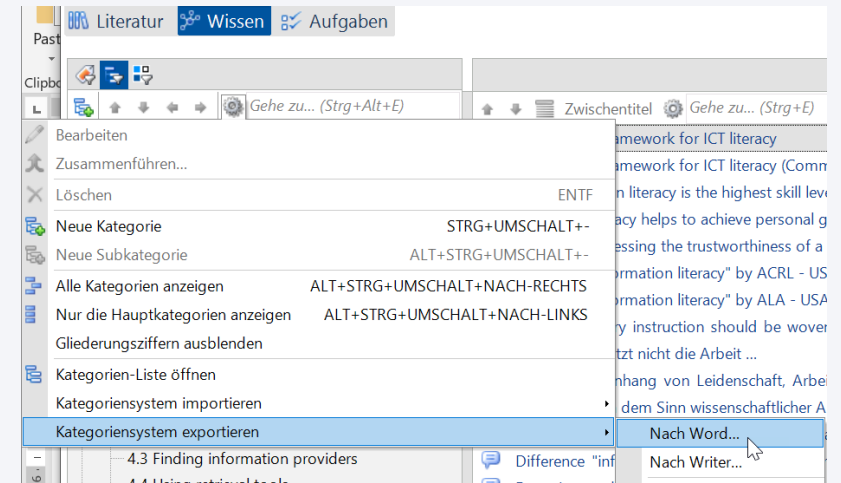 Literatur Wissen Aufgaben
Past
Clipbo
Gehe zu... (Strg+Alt+E)
Zwischentitel Gehe zu... (Strg+E)
L
Bearbeiten
Zusammenführen...
Löschen ENTF
Neue Kategorie STRG+UMSCHALT+-
Neue Subkategorie ALT+STRG+UMSCHALT+-
Alle Kategorien anzeigen ALT+STRG+UMSCHALT+NACH-RECHTS
Nur die Hauptkategorien anzeigen ALT+STRG+UMSCHALT+NACH-LINKS
Gliederungsziffern ausblenden
Kategorien-Liste öffnen
Kategoriensystem importieren
Kategoriensystem exportieren
Nach Word...
Nach Writer...
amework for ICT literacy
amework for ICT literacy (Comm
n literacy is the highest skill leve
acy helps to achieve personal g
essing the trustworthiness of a
ormation literacy" by ACRL - US
ormation literacy" by ALA - USA
ry instruction should be wover
tzt nicht die Arbeit ...
nhang von Leidenschaft, Arbei
dem Sinn wissenschaftlicher A
4.3 Finding information providers
Difference "inf
4.4 Using retrieval tools